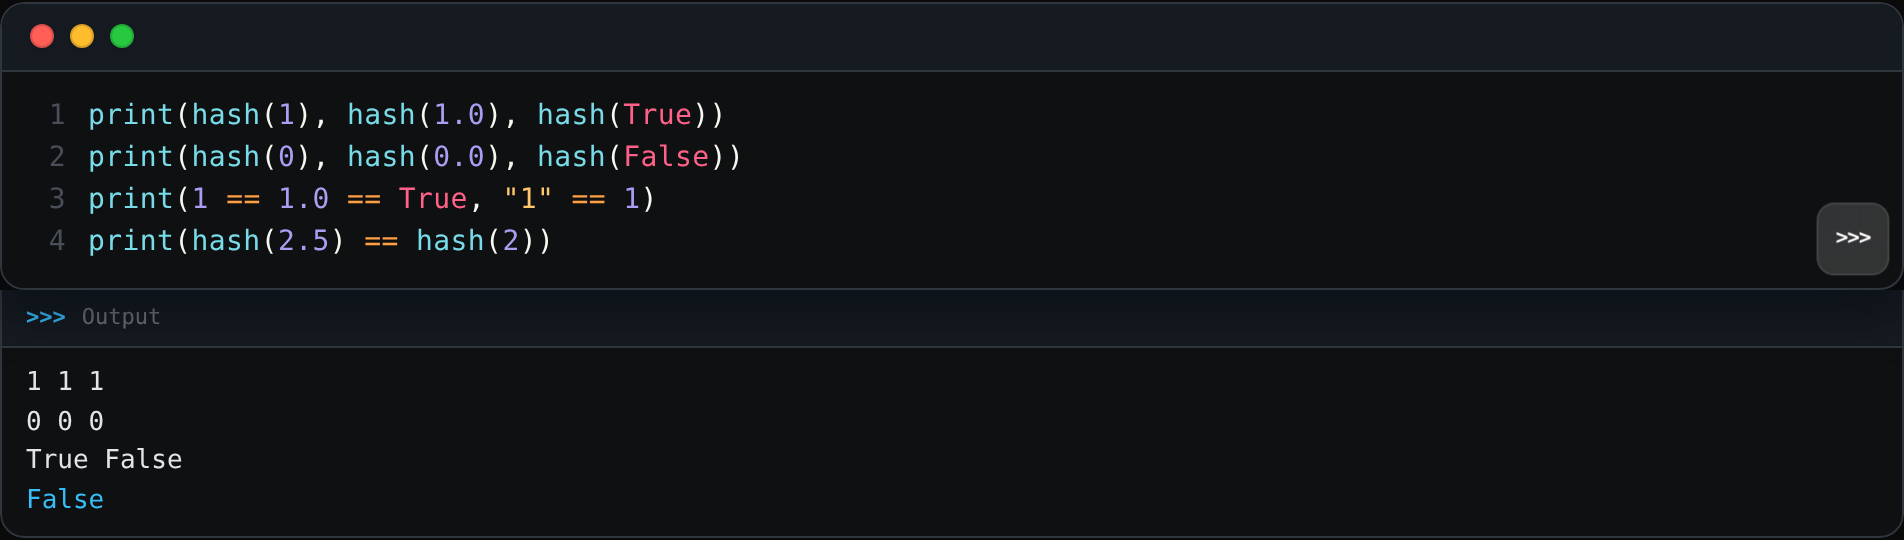 1 print(hash(1), hash(1.0), hash(True))
2 print(hash(0), hash(0.0), hash(False))
3 print(1 == 1.0 == True, "1" == 1)
4 print(hash(2.5) == hash(2))
>>>
>>> Output
1 1 1
0 0 0
True False
False